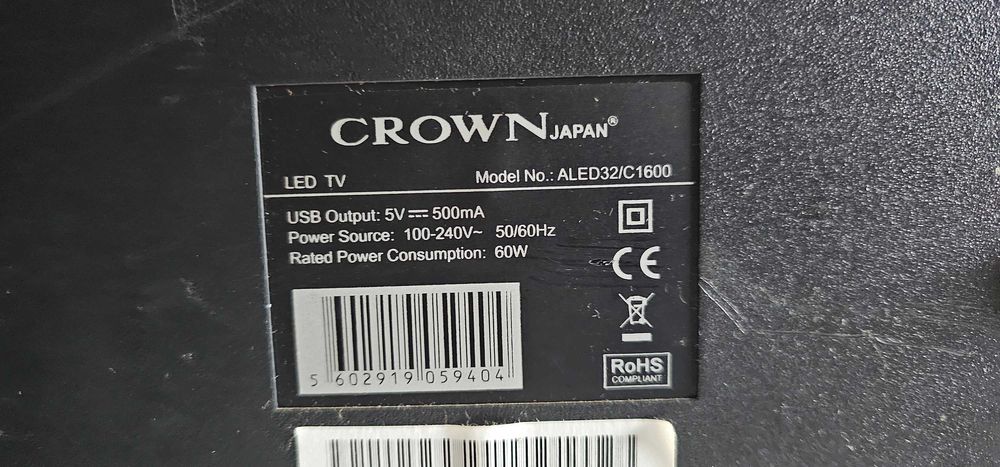 CROWN JAPAN®
LED TV Model No.: ALED32/C1600
USB Output: 5V⎓500mA
Power Source: 100-240V~ 50/60Hz
Rated Power Consumption: 60W
CE
5 602919 059404
RoHS
COMPLIANT